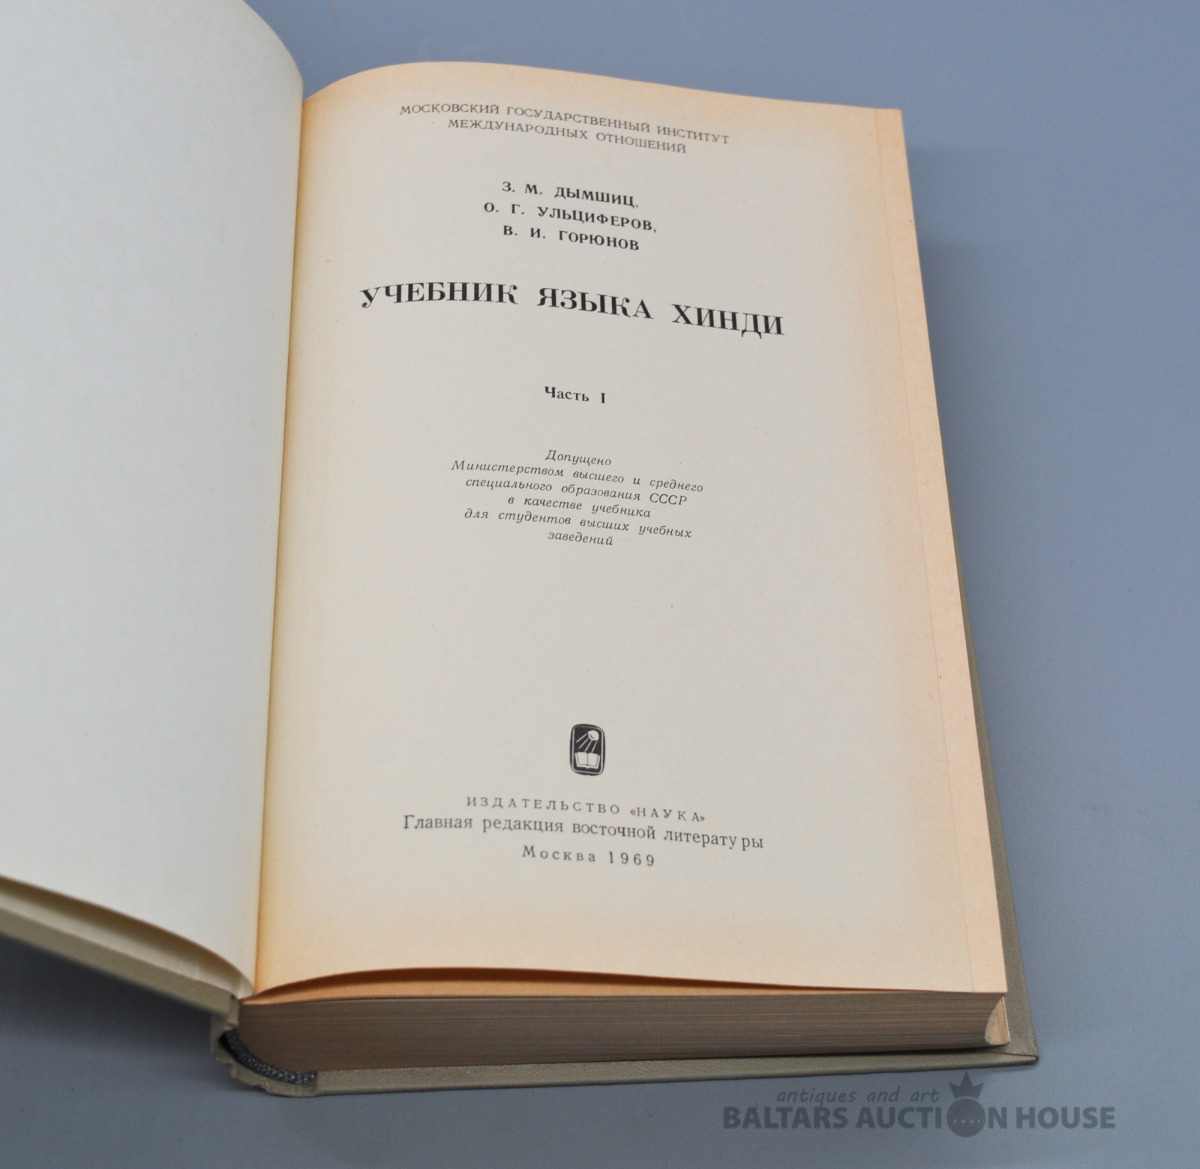 МОСКОВСКИЙ ГОСУДАРСТВЕННЫЙ ИНСТИТУТ
МЕЖДУНАРОДНЫХ ОТНОШЕНИЙ
З. М. ДЫМШИЦ,
О. Г. УЛЬЦИФЕРОВ,
В. И. ГОРЮНОВ
УЧЕБНИК ЯЗЫКА ХИНДИ
Часть I
Допущено
Министерством высшего и среднего
специального образования СССР
в качестве учебника
для студентов высших учебных
заведений
ИЗДАТЕЛЬСТВО «НАУКА»
Главная редакция восточной литературы
Москва 1969
antiques and art
BALTARS AUCTION HOUSE